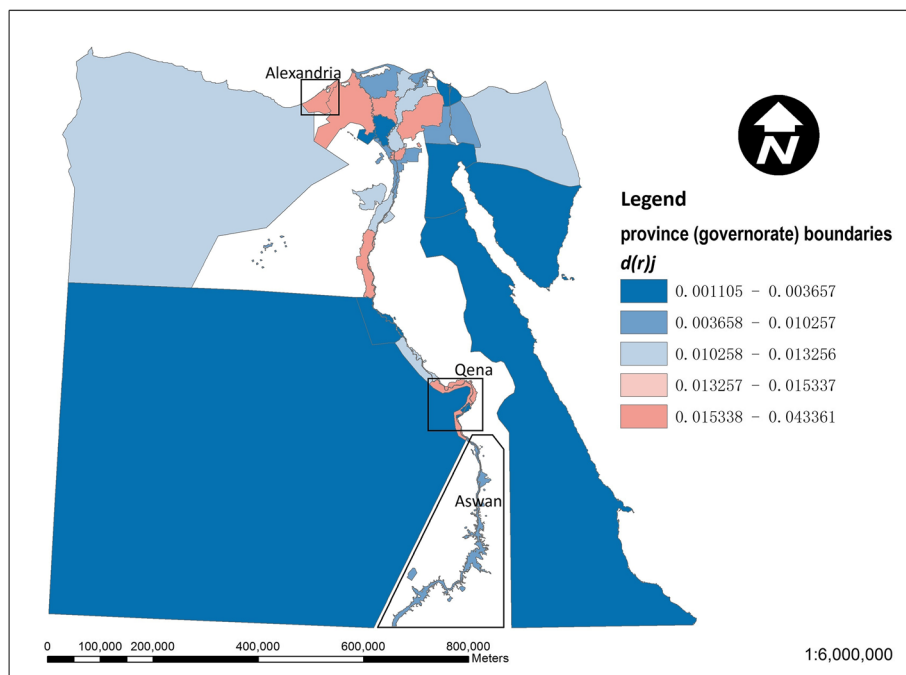 Alexandria
N
Legend
province (governorate) boundaries
d(r)j
0.001105 - 0.003657
0.003658 - 0.010257
0.010258 - 0.013256
0.013257 - 0.015337
0.015338 - 0.043361
Qena
Aswan
0 100,000 200,000 400,000 600,000 800,000
Meters
1:6,000,000